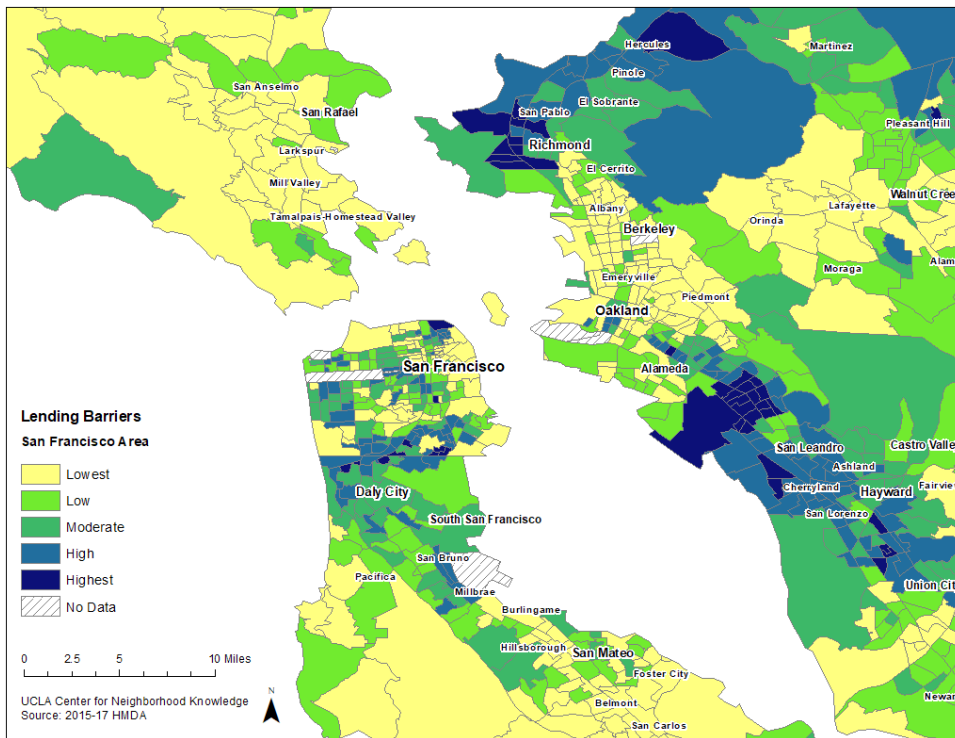 Hercules
Martinez
Pinole
San Anselmo
El Sobrante
San Rafael
San Pablo
Pleasant Hill
Richmond
Larkspur
El Cerrito
Mill Valley
Walnut Cree
Albany
Lafayette
Tamalpais-Homestead Valley
Orinda
Berkeley
Alam
Moraga
Emeryville
Piedmont
Oakland
San Francisco
Alameda
Lending Barriers
San Francisco Area
San Leandro
Castro Valle
Lowest
Ashland
Low
Cherryland
Fairview
Daly City
Hayward
Moderate
South San Francisco
San Lorenzo
High
San Bruno
Highest
Pacifica
Union Cit
No Data
Millbrae
Burlingame
Hillsborough
San Mateo
0 2.5 5 10 Miles
Foster City
Newar
UCLA Center for Neighborhood Knowledge
Source: 2015-17 HMDA
N
Belmont
San Carlos